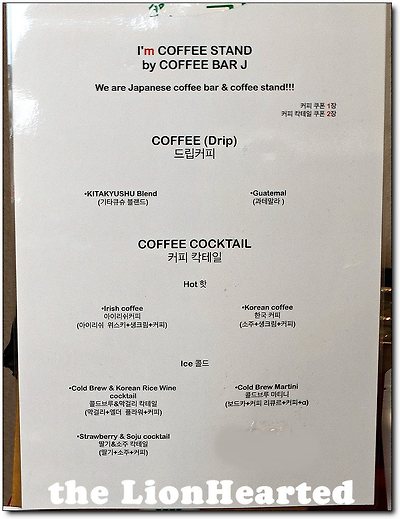 I'm COFFEE STAND
by COFFEE BAR J
We are Japanese coffee bar & coffee stand!!!
커피 쿠폰 1장
커피 칵테일 쿠폰 2장
COFFEE (Drip)
드립커피
•KITAKYUSHU Blend
(기타큐슈 블랜드)
•Guatemal
(과테말라 )
COFFEE COCKTAIL
커피 칵테일
Hot 핫
•Irish coffee
아이리쉬커피
(아이리쉬 위스키+생크림+커피)
•Korean coffee
한국 커피
(소주+생크림+커피)
Ice 콜드
•Cold Brew & Korean Rice Wine
cocktail
콜드브루&막걸리 칵테일
(막걸리+엘더 플라워+커피)
•Cold Brew Martini
콜드브루 마티니
(보드카+커피 리큐르+커피+α)
•Strawberry & Soju cocktail
딸기&소주 칵테일
(딸기+소주+커피)
the LionHearted